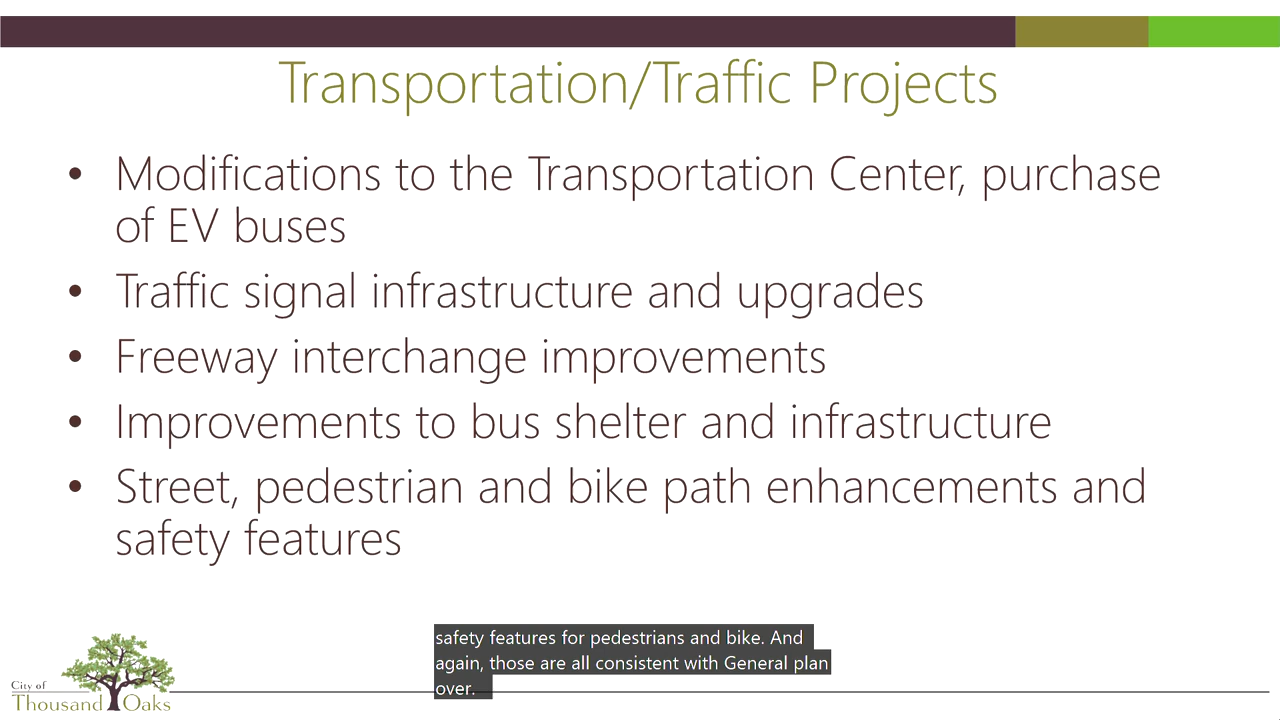 Transportation/Traffic Projects
• Modifications to the Transportation Center, purchase
of EV buses
• Traffic signal infrastructure and upgrades
• Freeway interchange improvements
• Improvements to bus shelter and infrastructure
• Street, pedestrian and bike path enhancements and
safety features
safety features for pedestrians and bike. And
again, those are all consistent with General plan
over.
City of
Thousand Oaks